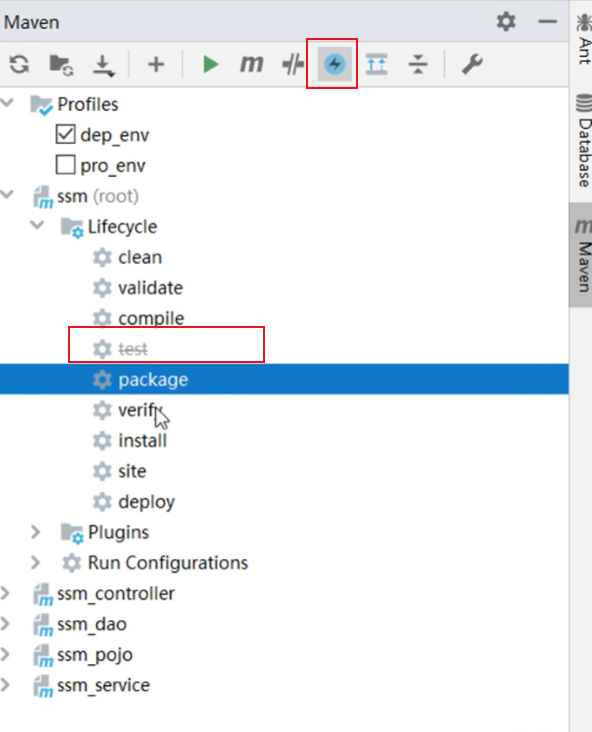 Maven
Profiles
dep_env
pro_env
ssm (root)
Lifecycle
clean
validate
compile
test
package
verify
install
site
deploy
Plugins
Run Configurations
ssm_controller
ssm_dao
ssm_pojo
ssm_service
Ant
Database
Maven